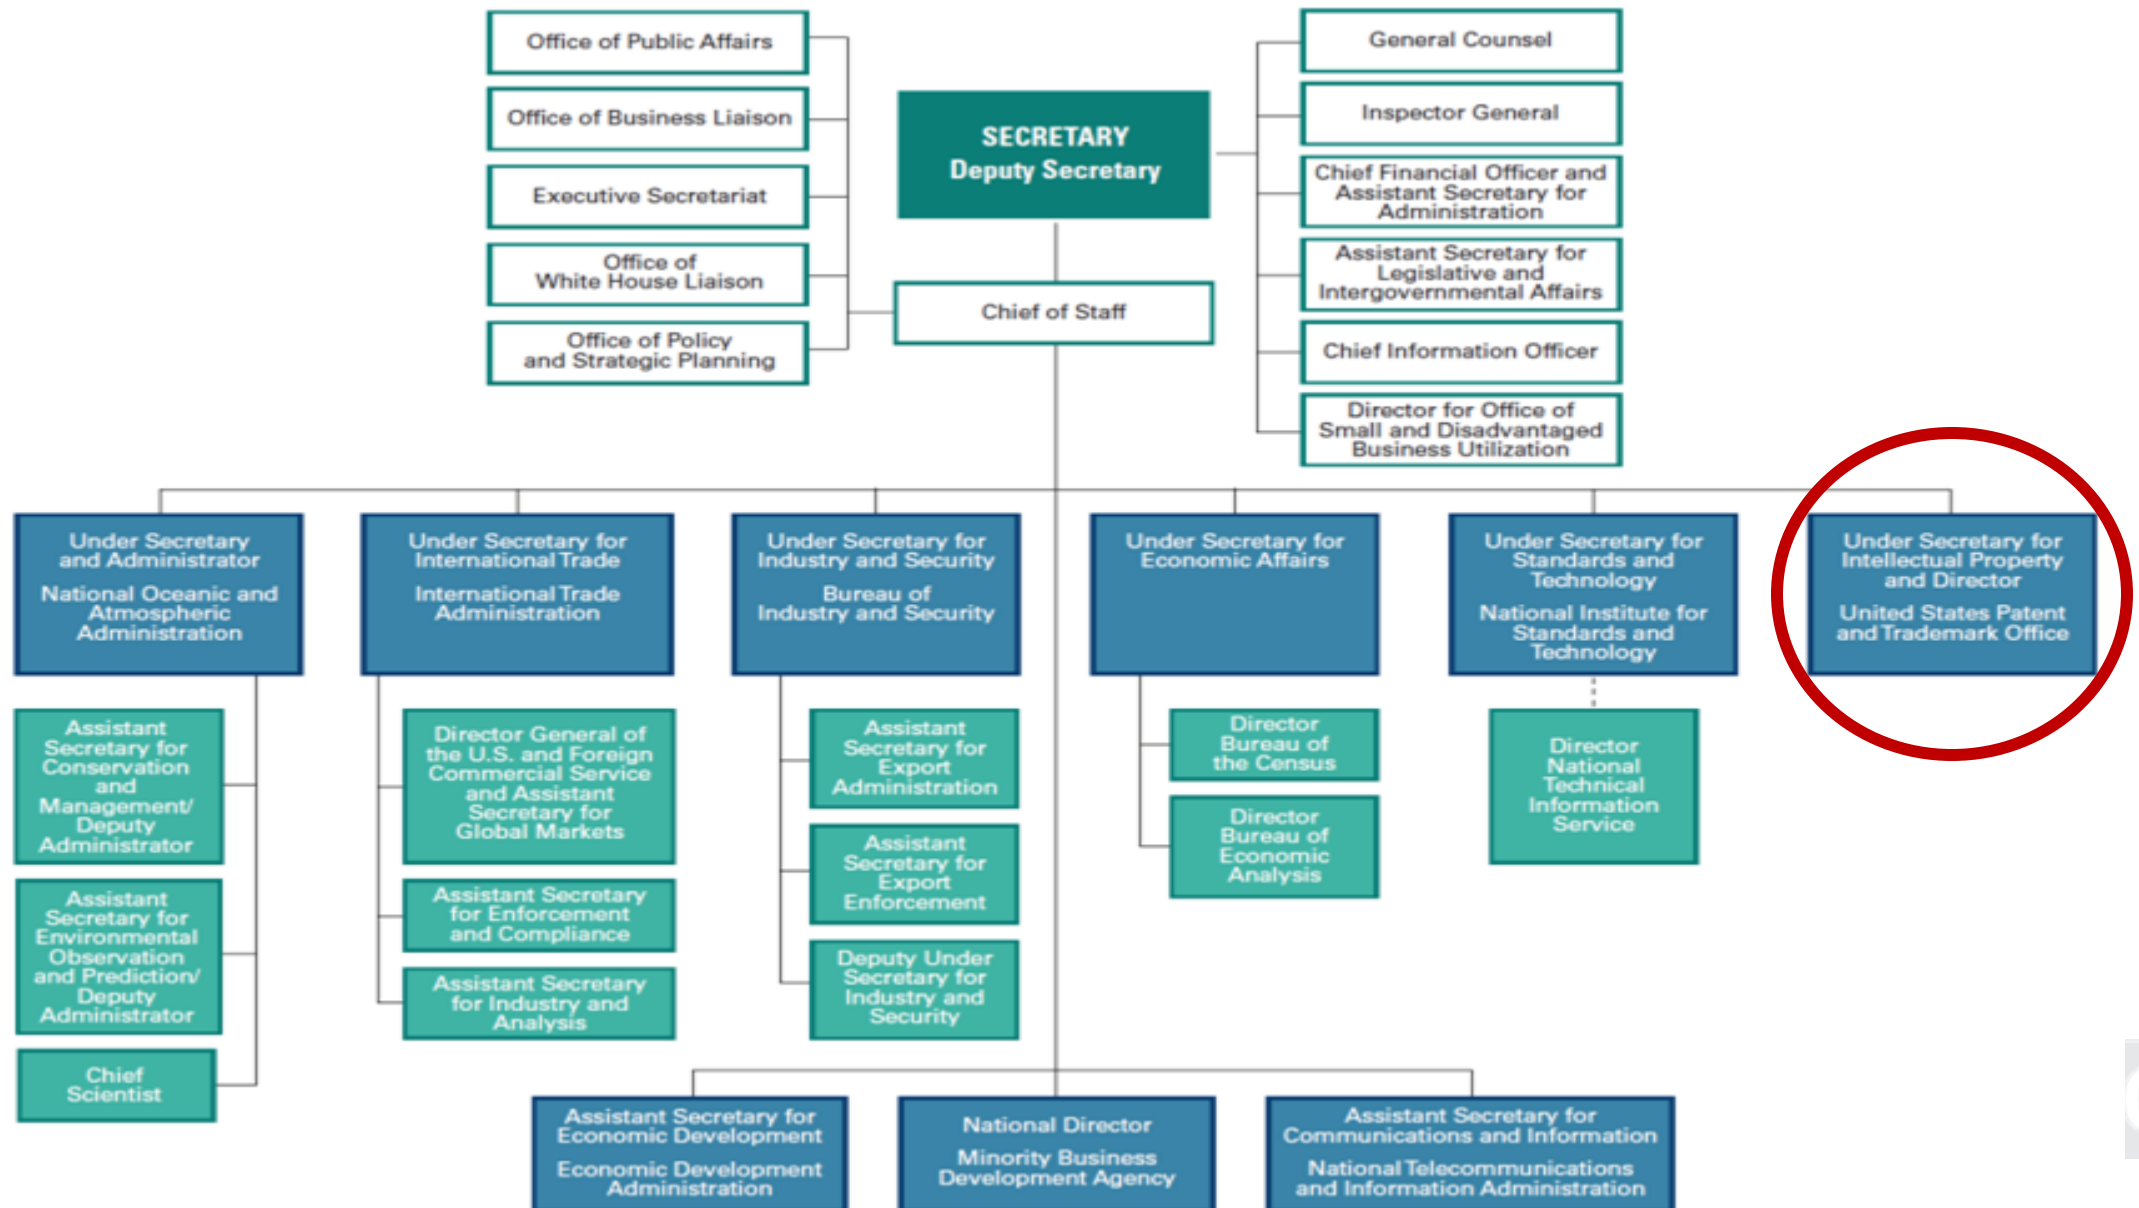 Office of Public Affairs
Office of Business Liaison
Executive Secretariat
Office of
White House Liaison
Office of Policy
and Strategic Planning
SECRETARY
Deputy Secretary
Chief of Staff
General Counsel
Inspector General
Chief Financial Officer and
Assistant Secretary for
Administration
Assistant Secretary for
Legislative and
Intergovernmental Affairs
Chief Information Officer
Director for Office of
Small and Disadvantaged
Business Utilization
Under Secretary
and Administrator
National Oceanic and
Atmospheric
Administration
Under Secretary for
International Trade
International Trade
Administration
Under Secretary for
Industry and Security
Bureau of
Industry and Security
Under Secretary for
Economic Affairs
Under Secretary for
Standards and
Technology
National Institute for
Standards and
Technology
Under Secretary for
Intellectual Property
and Director
United States Patent
and Trademark Office
Assistant
Secretary for
Conservation
and
Management/
Deputy
Administrator
Assistant
Secretary for
Environmental
Observation
and Prediction/
Deputy
Administrator
Chief
Scientist
Director General of
the U.S. and Foreign
Commercial Service
and Assistant
Secretary for
Global Markets
Assistant Secretary
for Enforcement
and Compliance
Assistant Secretary
for Industry and
Analysis
Assistant
Secretary for
Export
Administration
Assistant
Secretary for
Export
Enforcement
Deputy Under
Secretary for
Industry and
Security
Director
Bureau of
the Census
Director
Bureau of
Economic
Analysis
Director
National
Technical
Information
Service
Assistant Secretary for
Economic Development
Economic Development
Administration
National Director
Minority Business
Development Agency
Assistant Secretary for
Communications and Information
National Telecommunications
and Information Administration